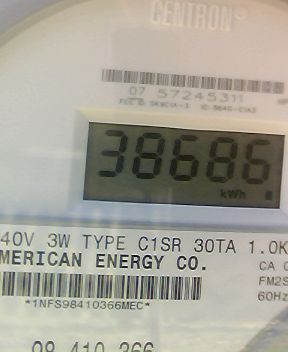 CENTRON®
07 57245311
38686
kWh
40V 3W TYPE C1SR 30TA 1.0K
MERICAN ENERGY CO.
CA
FM2S
60Hz
*1NFS98410366MEC*
98 410 366